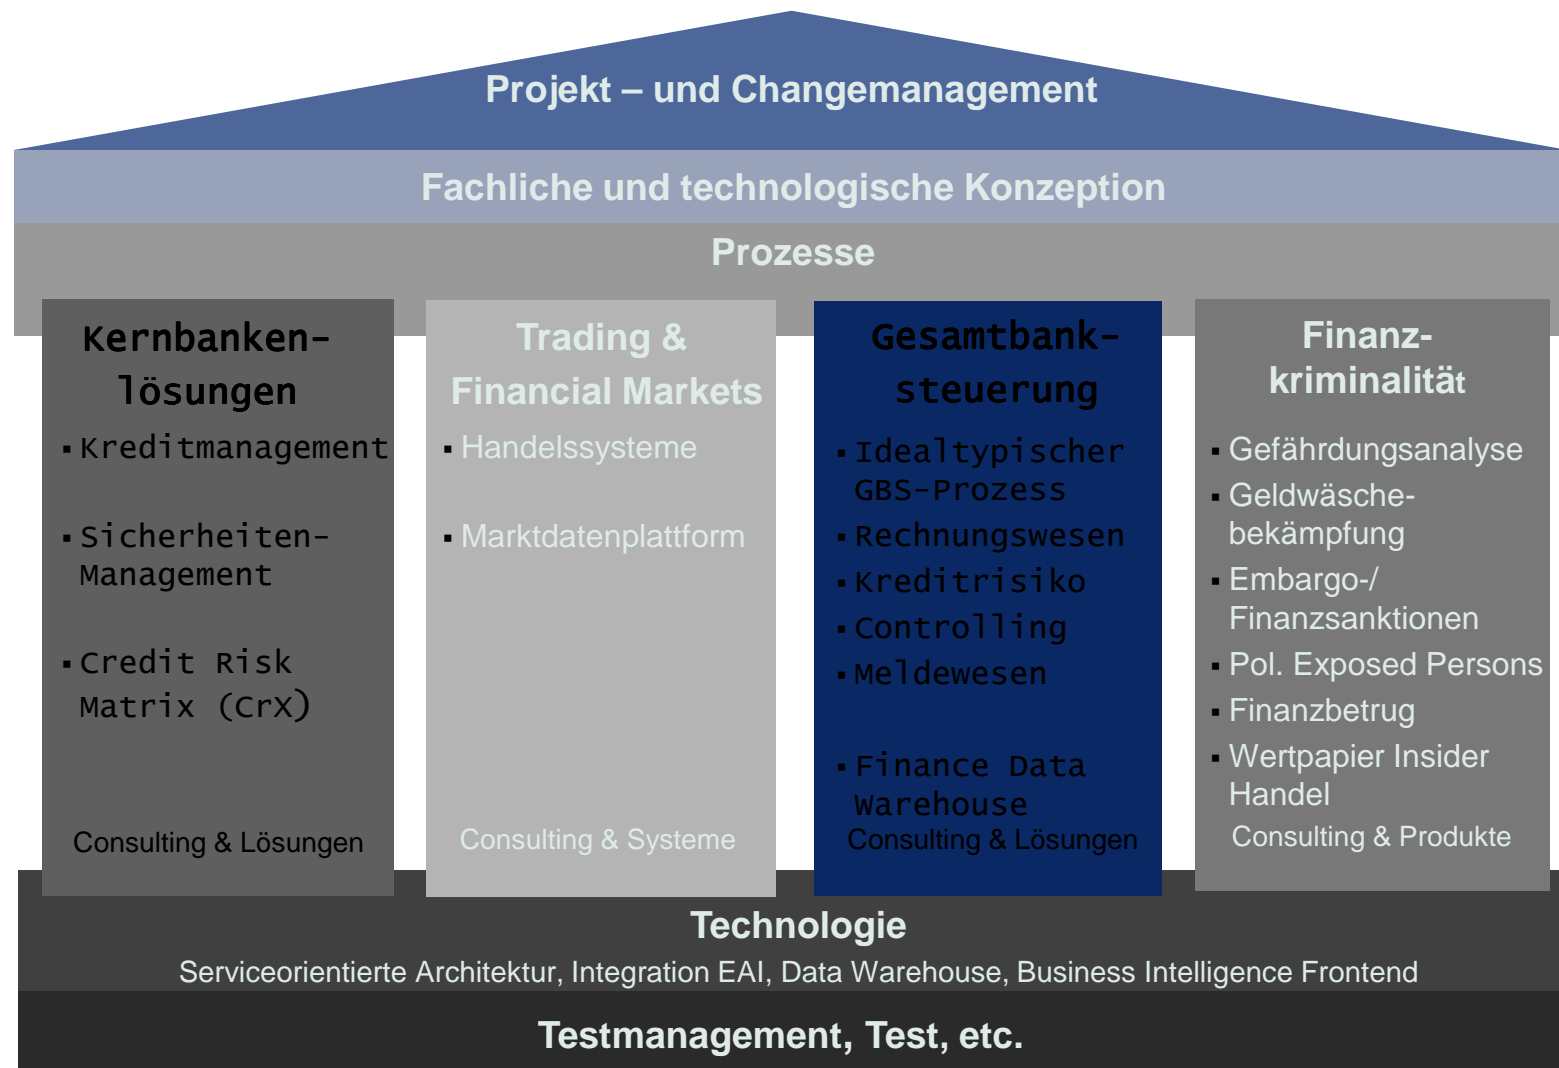 Projekt – und Changemanagement
Fachliche und technologische Konzeption
Prozesse
Kernbanken-
lösungen
▪ Kreditmanagement
▪ Sicherheiten-
Management
▪ Credit Risk
Matrix (CrX)
Consulting & Lösungen
Trading &
Financial Markets
▪ Handelssysteme
▪ Marktdatenplattform
Consulting & Systeme
Gesamtbank-
steuerung
▪ Idealtypischer
GBS-Prozess
▪ Rechnungswesen
▪ Kreditrisiko
▪ Controlling
▪ Meldewesen
▪ Finance Data
Warehouse
Consulting & Lösungen
Finanz-
kriminalität
▪ Gefährdungsanalyse
▪ Geldwäsche-
bekämpfung
▪ Embargo-/
Finanzsanktionen
▪ Pol. Exposed Persons
▪ Finanzbetrug
▪ Wertpapier Insider
Handel
Consulting & Produkte
Technologie
Serviceorientierte Architektur, Integration EAI, Data Warehouse, Business Intelligence Frontend
Testmanagement, Test, etc.